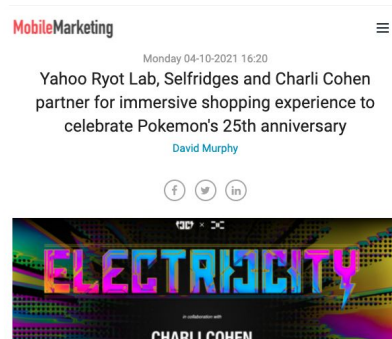 MobileMarketing
Monday 04-10-2021 16:20
Yahoo Ryot Lab, Selfridges and Charli Cohen
partner for immersive shopping experience to
celebrate Pokemon's 25th anniversary
David Murphy
f in
ELECTRICITY
in collaboration with
CHARLI COHEN